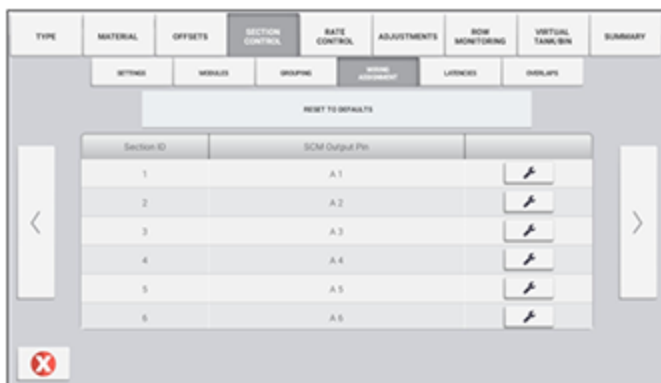 TYPE MATERIAL OFFSETS SECTION CONTROL RATE CONTROL ADJUSTMENTS ROW MONITORING VIRTUAL TANK/BIN SUMMARY
SETTINGS MODULES GROUPING WIRING ASSIGNMENT LATENCIES OVERLAPS
RESET TO DEFAULTS
Section ID SCM Output Pin
1 A 1
2 A 2
3 A 3
4 A 4
5 A 5
6 A 6